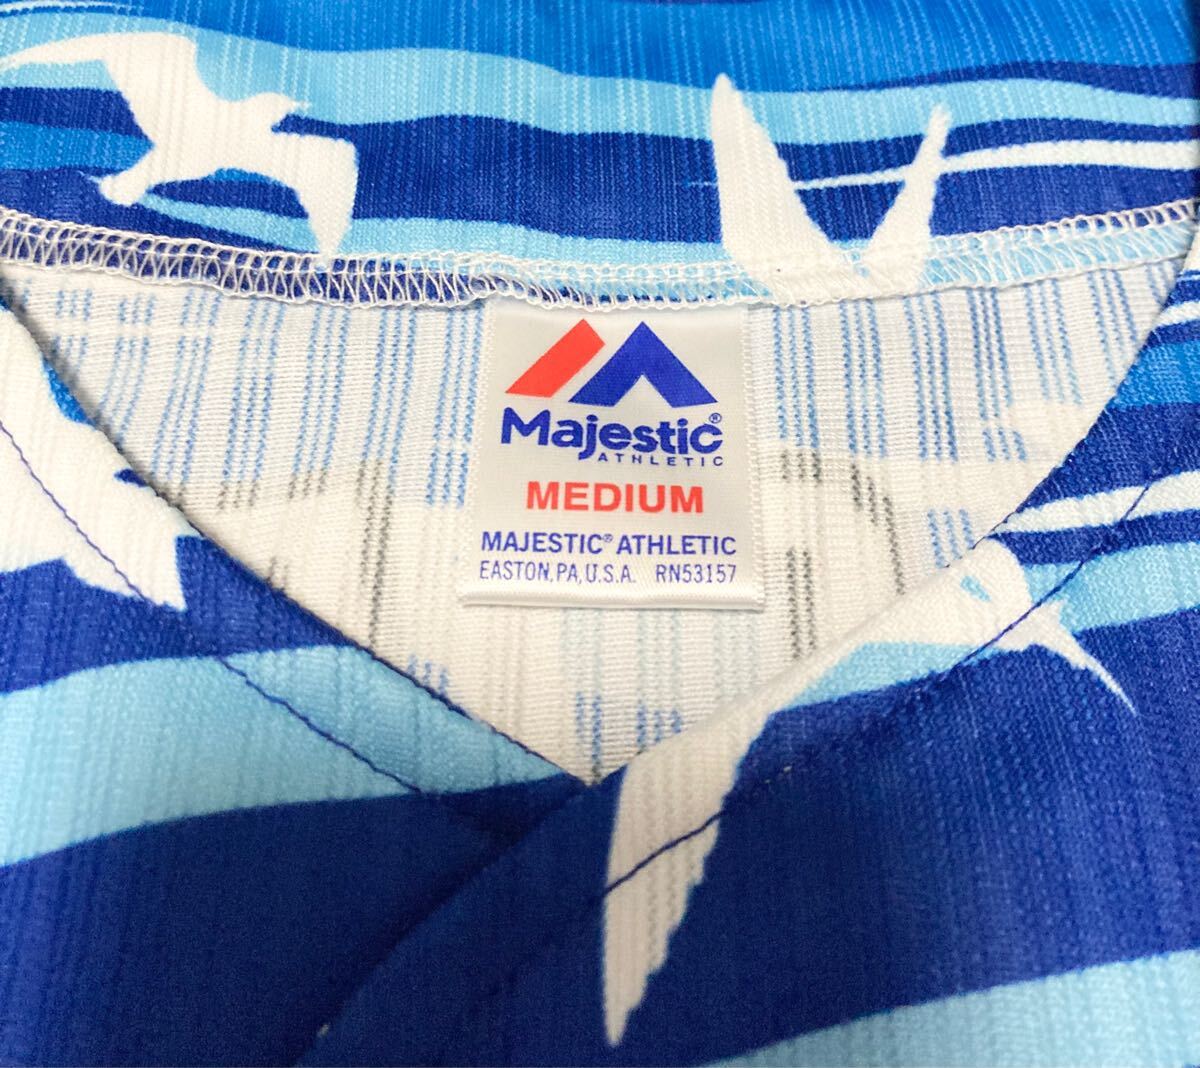 Majestic®
ATHLETIC
MEDIUM
MAJESTIC® ATHLETIC
EASTON, PA, U.S.A. RN53157